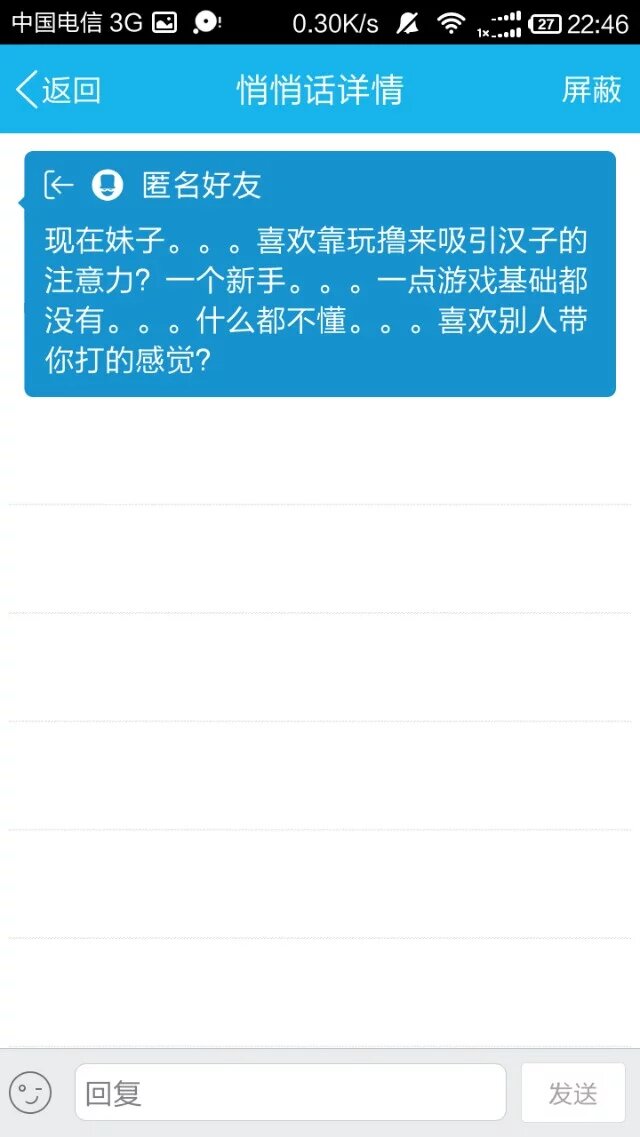 中国电信 3G 0.30K/s 1x 27 22:46
返回 悄悄话详情 屏蔽
匿名好友
现在妹子。。。喜欢靠玩撸来吸引汉子的
注意力？一个新手。。。一点游戏基础都
没有。。。什么都不懂。。。喜欢别人带
你打的感觉？
回复 发送